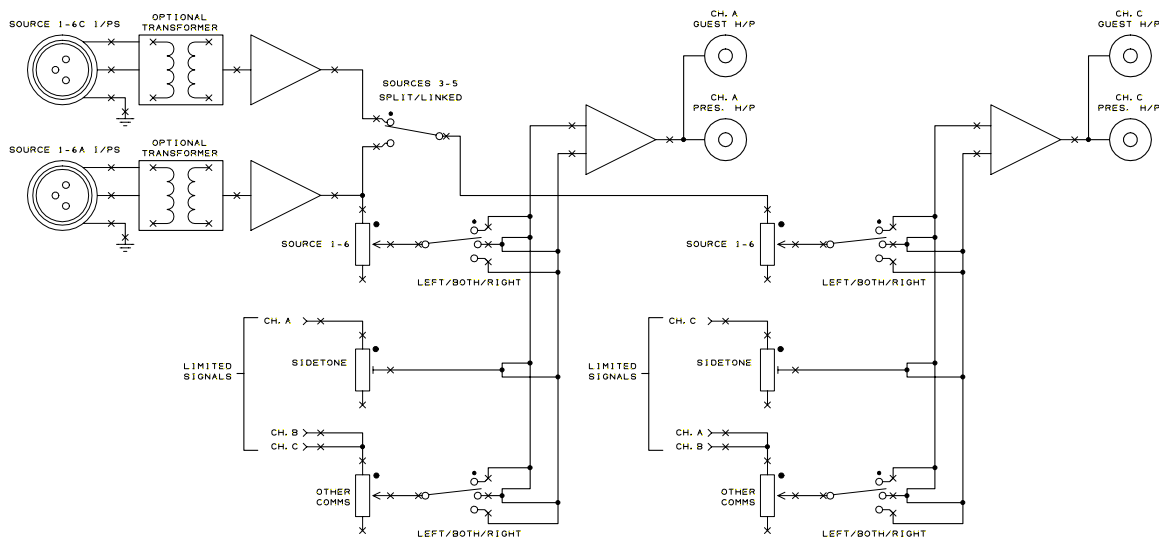 SOURCE 1-6C I/PS
OPTIONAL
TRANSFORMER
CH. A
GUEST H/P
CH. C
GUEST H/P
SOURCES 3-5
SPLIT/LINKED
CH. A
PRES. H/P
CH. C
PRES. H/P
SOURCE 1-6A I/PS
OPTIONAL
TRANSFORMER
SOURCE 1-6
LEFT/BOTH/RIGHT
SOURCE 1-6
LEFT/BOTH/RIGHT
CH. A
LIMITED
SIGNALS
SIDETONE
CH. C
LIMITED
SIGNALS
SIDETONE
CH. B
CH. C
OTHER
COMMS
LEFT/BOTH/RIGHT
CH. A
CH. B
OTHER
COMMS
LEFT/BOTH/RIGHT